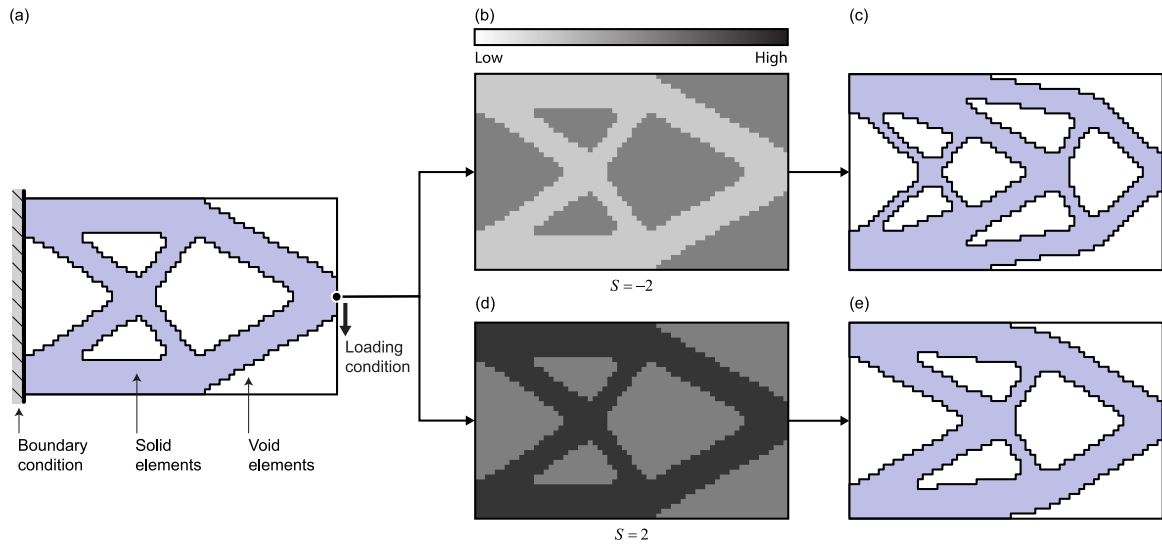 (a)
(b)
(c)
Low
High
S = −2
(d)
(e)
Loading
condition
Boundary
condition
Solid
elements
Void
elements
S = 2